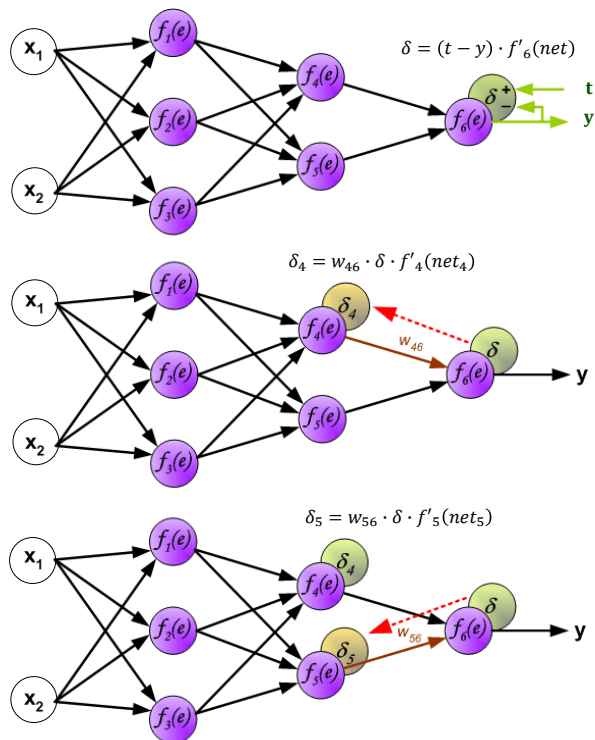 δ = (t − y) · f′₆(net)
x₁
f₁(e)
f₄(e)
δ
+
−
t
f₂(e)
f₆(e)
y
f₅(e)
x₂
f₃(e)
δ₄ = w₄₆ · δ · f′₄(net₄)
x₁
f₁(e)
δ₄
f₄(e)
w₄₆
δ
f₂(e)
f₆(e)
y
f₅(e)
x₂
f₃(e)
δ₅ = w₅₆ · δ · f′₅(net₅)
x₁
f₁(e)
δ₄
f₄(e)
δ
f₂(e)
w₅₆
f₆(e)
y
δ₅
f₅(e)
x₂
f₃(e)